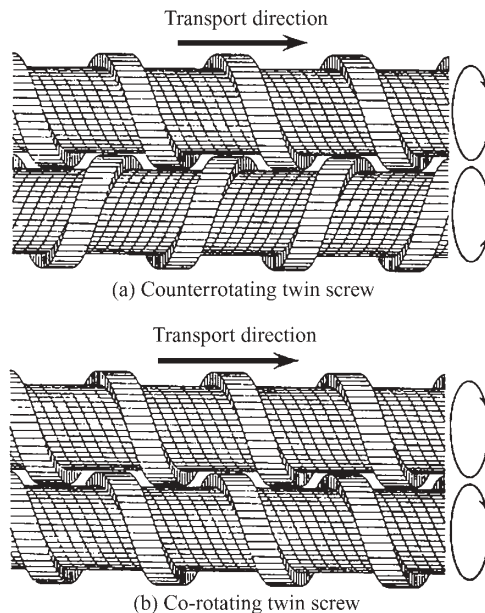 Transport direction
(a) Counterrotating twin screw
Transport direction
(b) Co-rotating twin screw